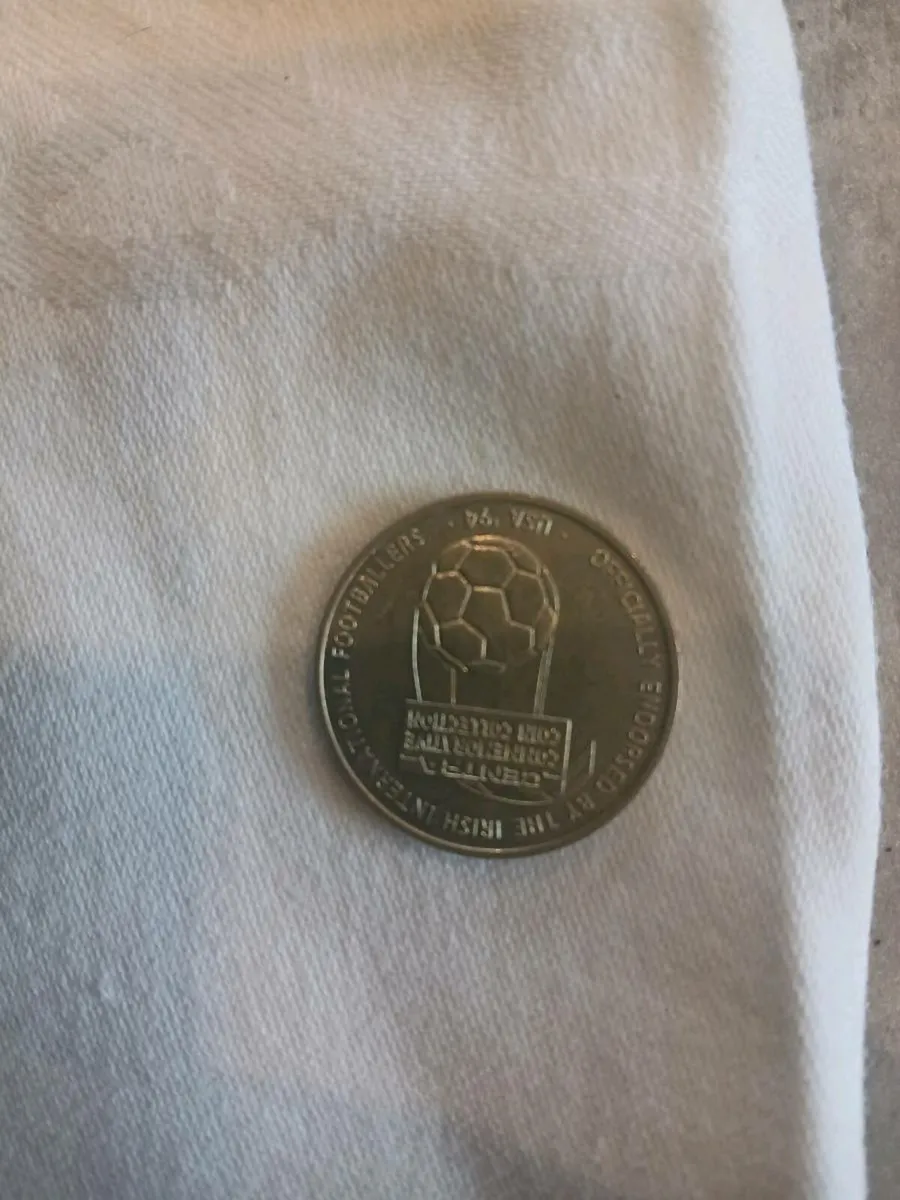 OFFICIALLY ENDORSED BY THE IRISH INTERNATIONAL FOOTBALLERS
· USA '94 ·
CENTRA
COMMEMORATIVE
COIN COLLECTION